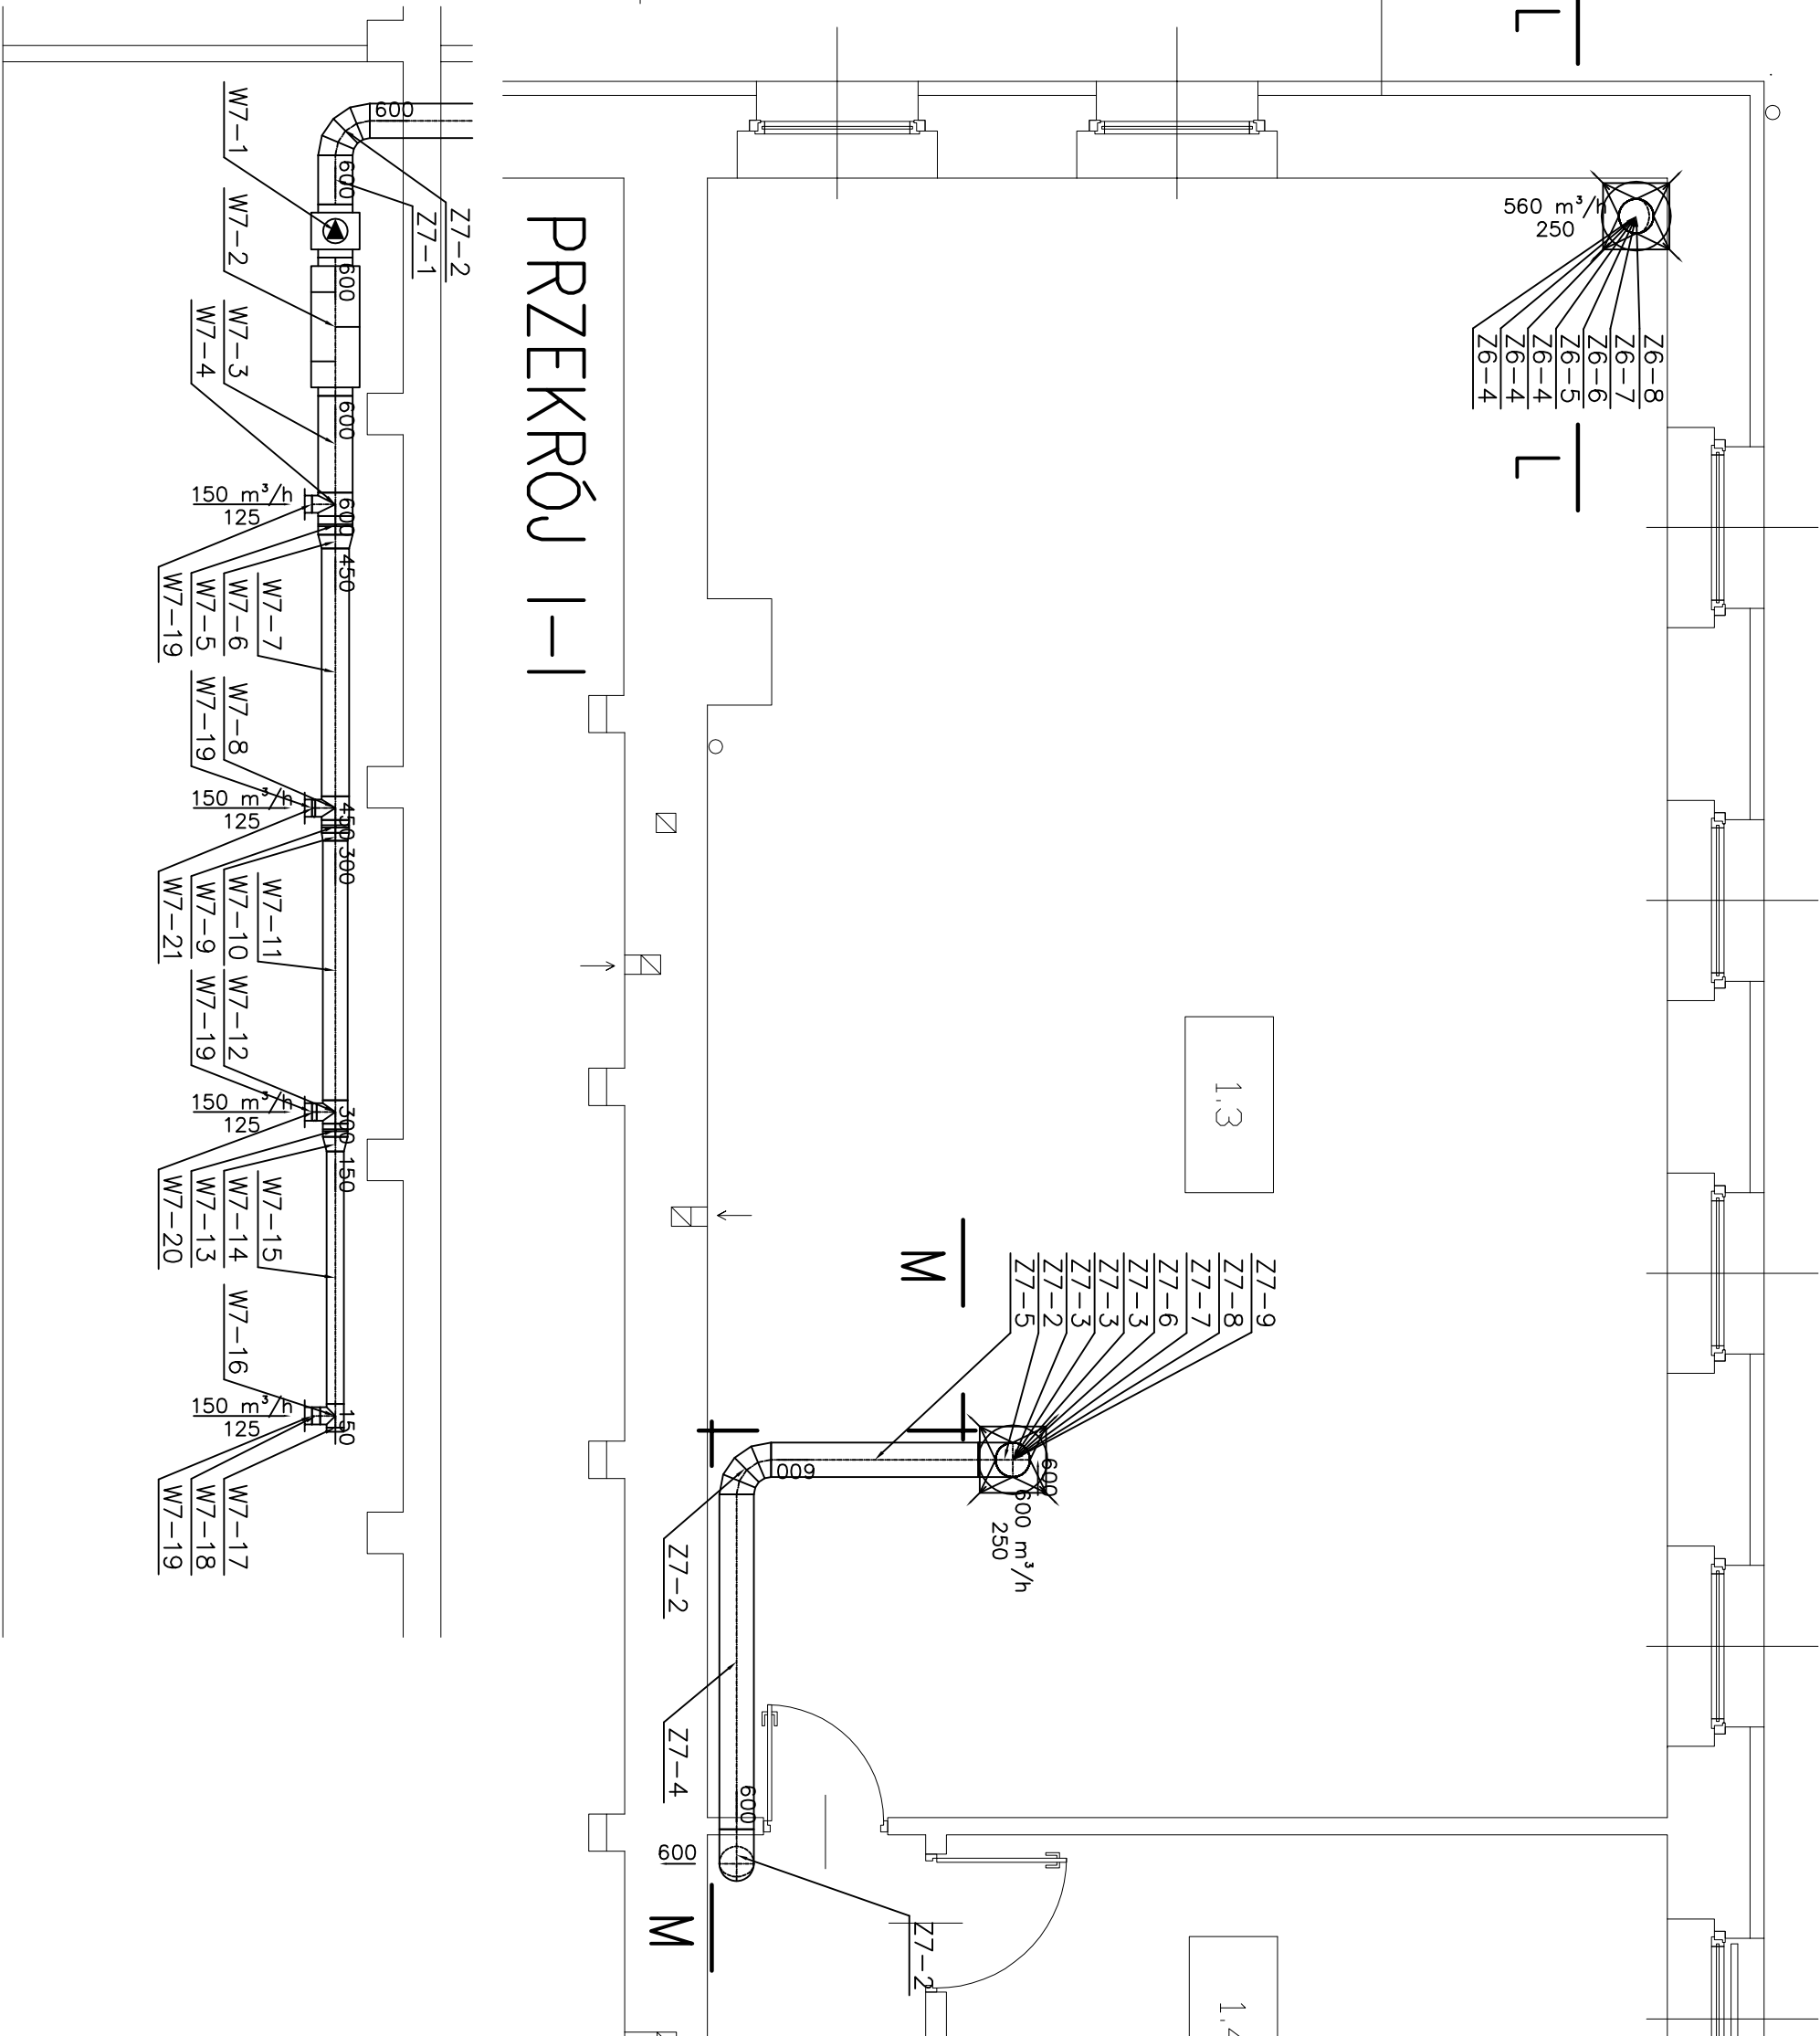 L
L
560 m³/h
250
Z6-8
Z6-7
Z6-6
Z6-5
Z6-4
Z6-4
Z6-4
PRZEKRÓJ I-I
600
600
600
600
600
450
450
300
300
150
150
Z7-2
Z7-1
W7-1
W7-2
W7-3
W7-4
150 m³/h
125
W7-7
W7-6
W7-5
W7-19
W7-8
W7-19
150 m³/h
125
W7-11
W7-10
W7-9
W7-21
W7-12
W7-19
150 m³/h
125
W7-15
W7-14
W7-13
W7-20
W7-16
150 m³/h
125
W7-17
W7-18
W7-19
1.3
M
Z7-9
Z7-8
Z7-7
Z7-6
Z7-3
Z7-3
Z7-3
Z7-2
Z7-5
600
600
600 m³/h
250
Z7-2
Z7-4
600
600
M
Z7-2